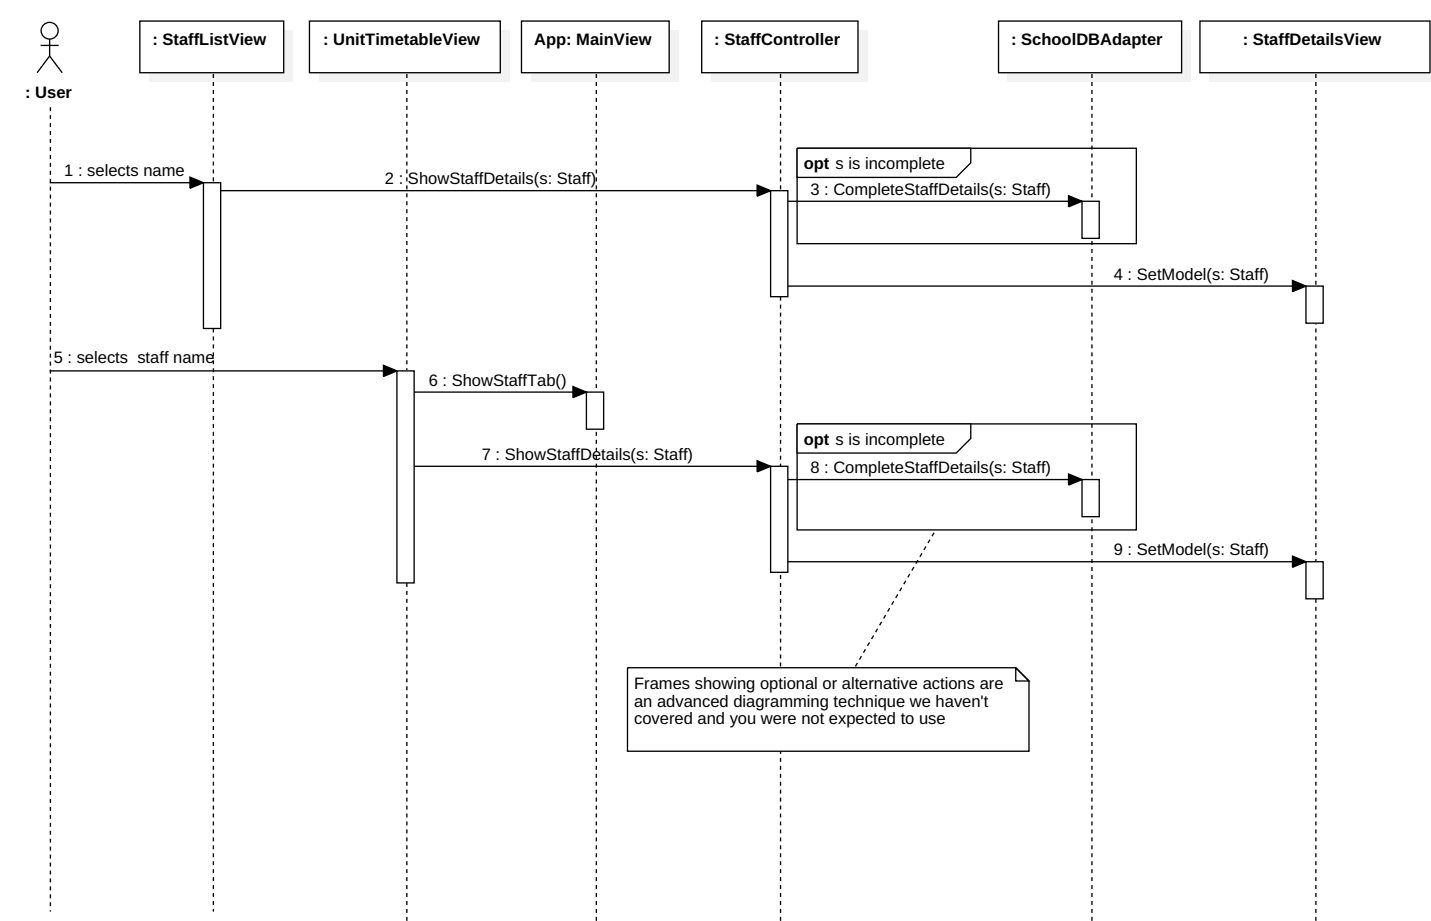 : StaffListView
: UnitTimetableView
App: MainView
: StaffController
: SchoolDBAdapter
: StaffDetailsView
: User
opt s is incomplete
1 : selects name
2 : ShowStaffDetails(s: Staff)
3 : CompleteStaffDetails(s: Staff)
4 : SetModel(s: Staff)
5 : selects  staff name
6 : ShowStaffTab()
opt s is incomplete
7 : ShowStaffDetails(s: Staff)
8 : CompleteStaffDetails(s: Staff)
9 : SetModel(s: Staff)
Frames showing optional or alternative actions are
an advanced diagramming technique we haven't
covered and you were not expected to use